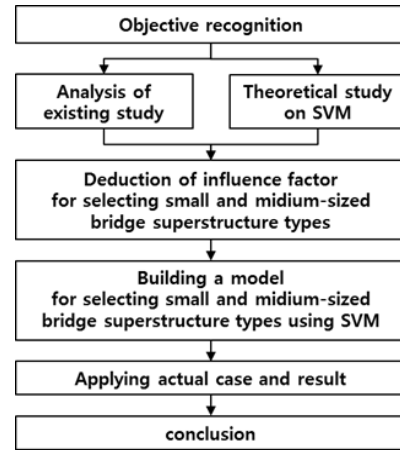 Objective recognition
Analysis of
existing study
Theoretical study
on SVM
Deduction of influence factor
for selecting small and midium-sized
bridge superstructure types
Building a model
for selecting small and midium-sized
bridge superstructure types using SVM
Applying actual case and result
conclusion